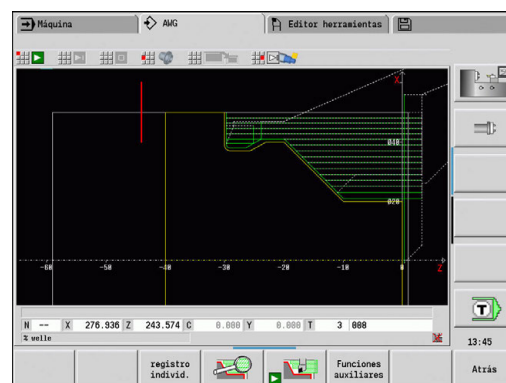 Máquina AWG Editor herramientas
X
Ø40
Ø20
-60 -50 -40 -30 -20 -10 0 Z
N -- X 276.936 Z 243.574 C 0.000 Y 0.000 T 3 000
% welle
T
13:45
registro individ.
Funciones auxiliares
Atrás